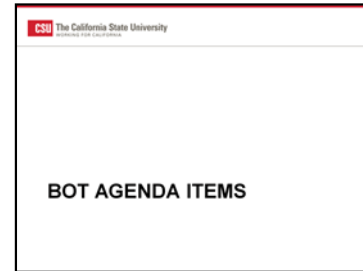 CSU The California State University
WORKING FOR CALIFORNIA
BOT AGENDA ITEMS